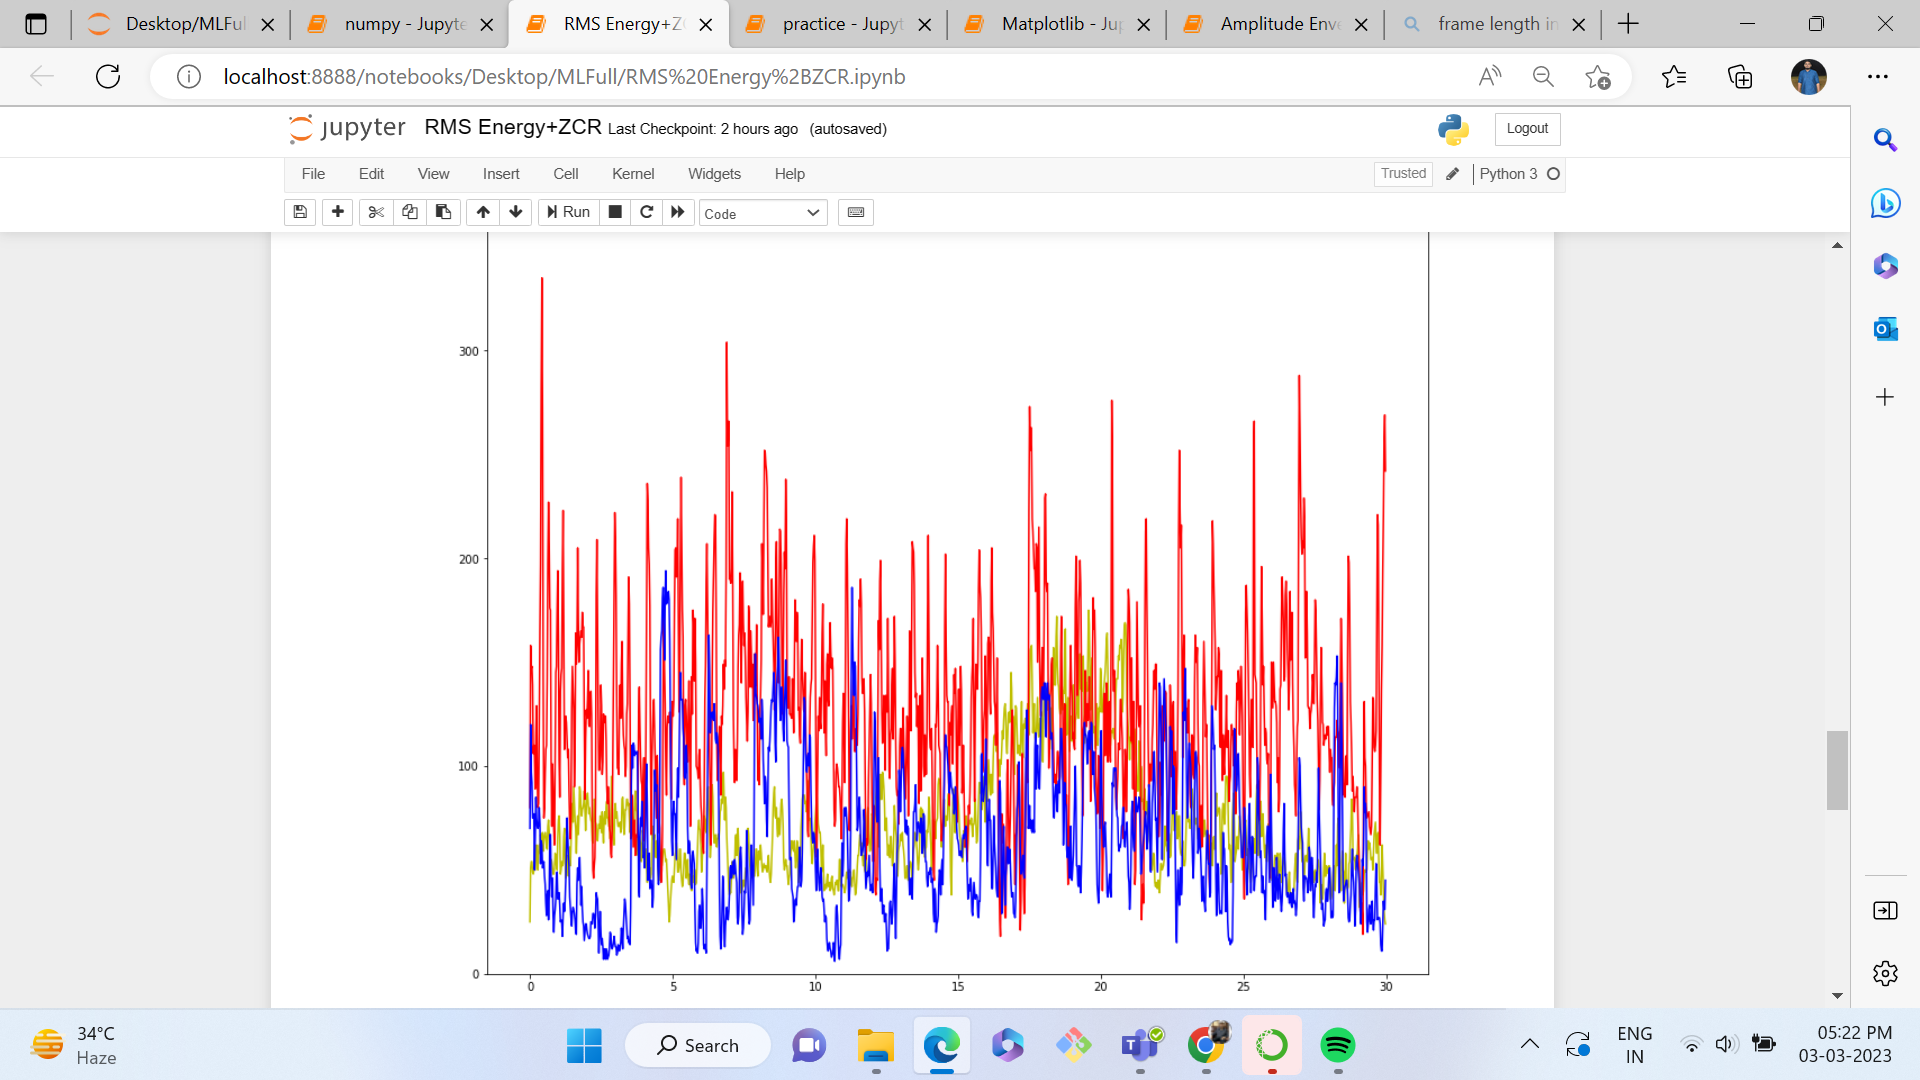 Desktop/MLFul
numpy - Jupyte
RMS Energy+ZC
practice - Jupyt
Matplotlib - Jup
Amplitude Enve
frame length in
localhost:8888/notebooks/Desktop/MLFull/RMS%20Energy%2BZCR.ipynb
jupyter RMS Energy+ZCR Last Checkpoint: 2 hours ago (autosaved)
Logout
File Edit View Insert Cell Kernel Widgets Help
Trusted Python 3
Run Code
300
200
100
0
0 5 10 15 20 25 30
34°C
Haze
Search
ENG
IN
05:22 PM
03-03-2023